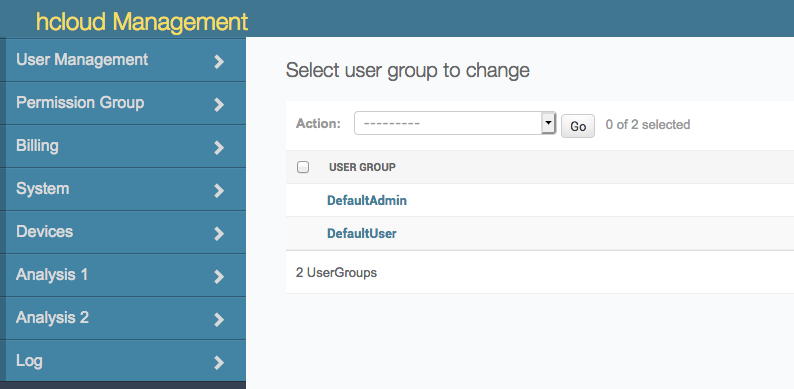 hcloud Management
User Management
Permission Group
Billing
System
Devices
Analysis 1
Analysis 2
Log
Select user group to change
Action: --------- Go 0 of 2 selected
USER GROUP
DefaultAdmin
DefaultUser
2 UserGroups